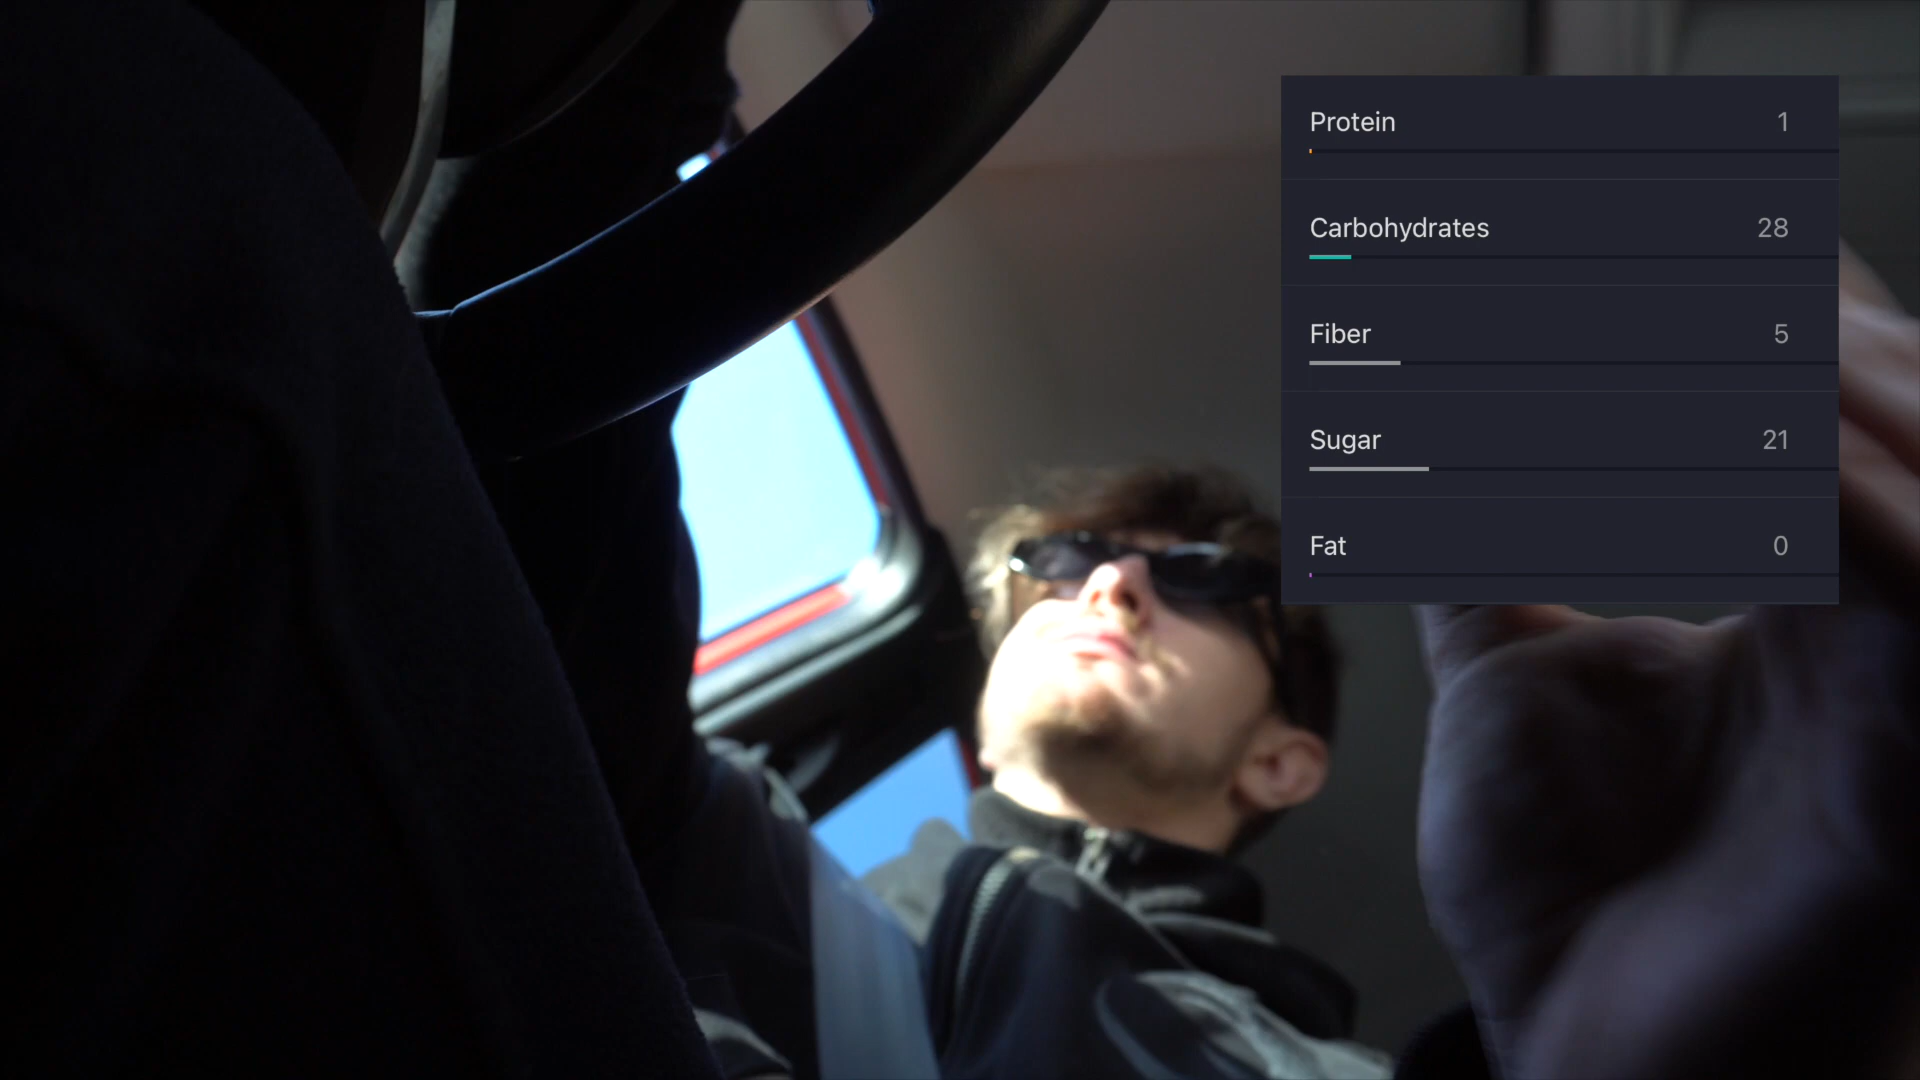 Protein 1
Carbohydrates 28
Fiber 5
Sugar 21
Fat 0